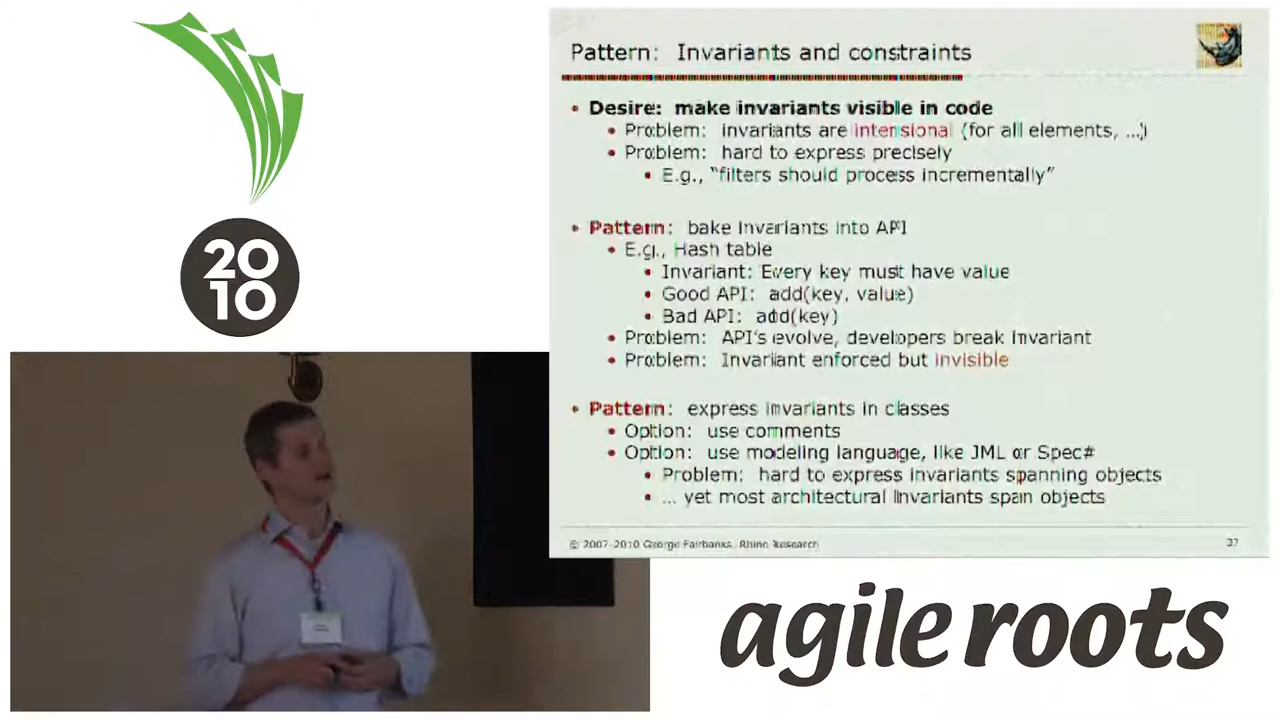 Pattern: Invariants and constraints
• Desire: make invariants visible in code
• Problem: invariants are intensional (for all elements, …)
• Problem: hard to express precisely
• E.g., “filters should process incrementally”
• Pattern: bake invariants into API
• E.g., Hash table
• Invariant: Every key must have value
• Good API: add(key, value)
• Bad API: add(key)
• Problem: API's evolve, developers break invariant
• Problem: Invariant enforced but invisible
• Pattern: express invariants in classes
• Option: use comments
• Option: use modeling language, like JML or Spec#
• Problem: hard to express invariants spanning objects
• … yet most architectural invariants span objects
© 2007-2010 George Fairbanks, Rhino Research
37
20
10
agile roots